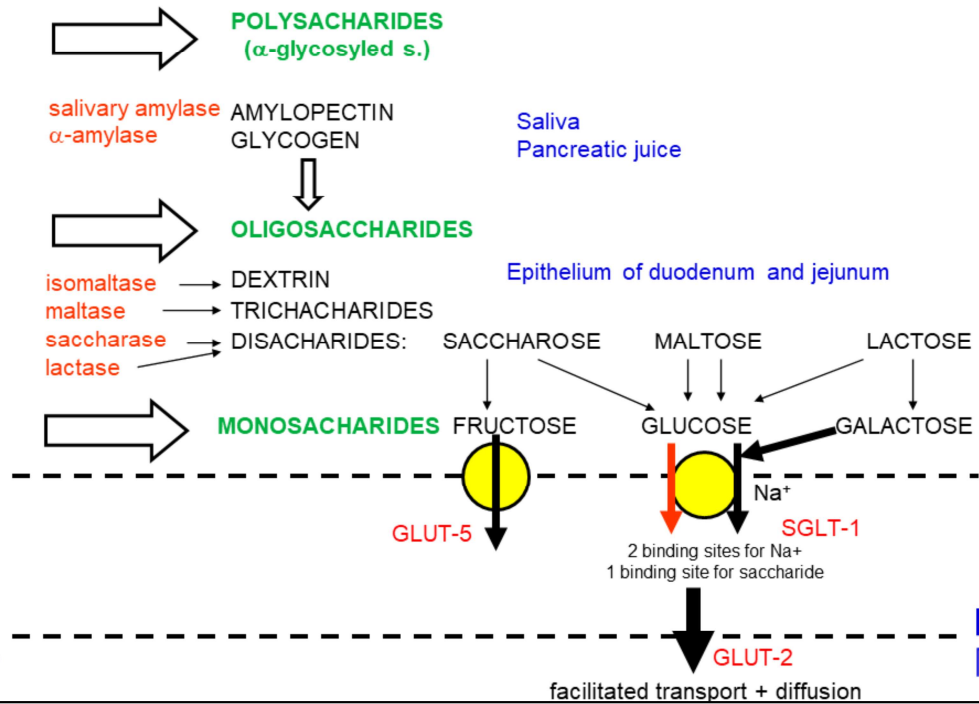 POLYSACHARIDES
(α-glycosyled s.)
salivary amylase
α-amylase
AMYLOPECTIN
GLYCOGEN
Saliva
Pancreatic juice
OLIGOSACCHARIDES
Epithelium of duodenum and jejunum
isomaltase
DEXTRIN
maltase
TRICHACHARIDES
saccharase
DISACHARIDES:
SACCHAROSE
MALTOSE
LACTOSE
lactase
MONOSACHARIDES
FRUCTOSE
GLUCOSE
GALACTOSE
Na⁺
GLUT-5
SGLT-1
2 binding sites for Na+
1 binding site for saccharide
GLUT-2
facilitated transport + diffusion